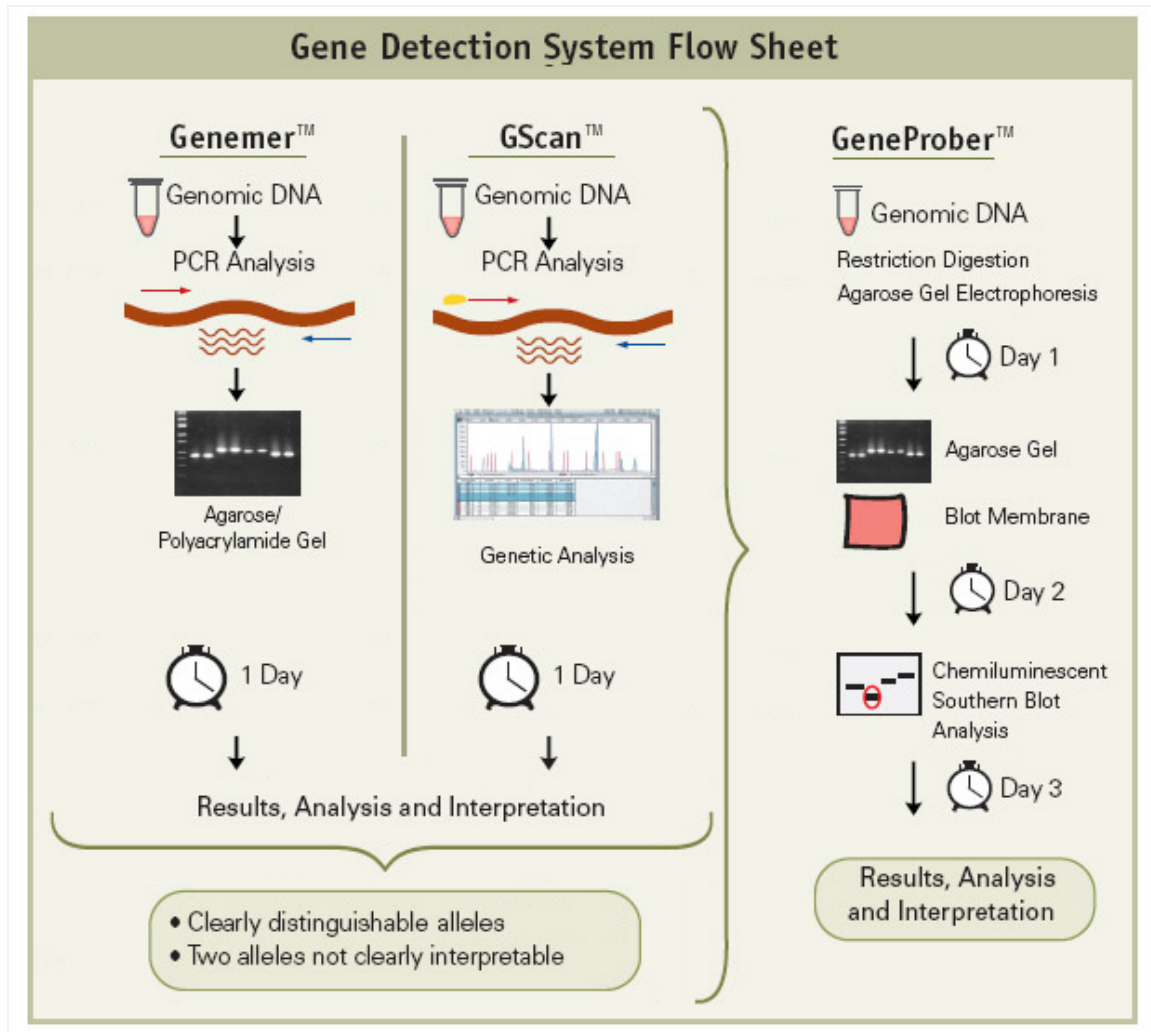 Gene Detection System Flow Sheet
Genemer™
Genomic DNA
PCR Analysis
Agarose/
Polyacrylamide Gel
1 Day
GScan™
Genomic DNA
PCR Analysis
Genetic Analysis
1 Day
Results, Analysis and Interpretation
• Clearly distinguishable alleles
• Two alleles not clearly interpretable
GeneProber™
Genomic DNA
Restriction Digestion
Agarose Gel Electrophoresis
Day 1
Agarose Gel
Blot Membrane
Day 2
Chemiluminescent
Southern Blot
Analysis
Day 3
Results, Analysis
and Interpretation